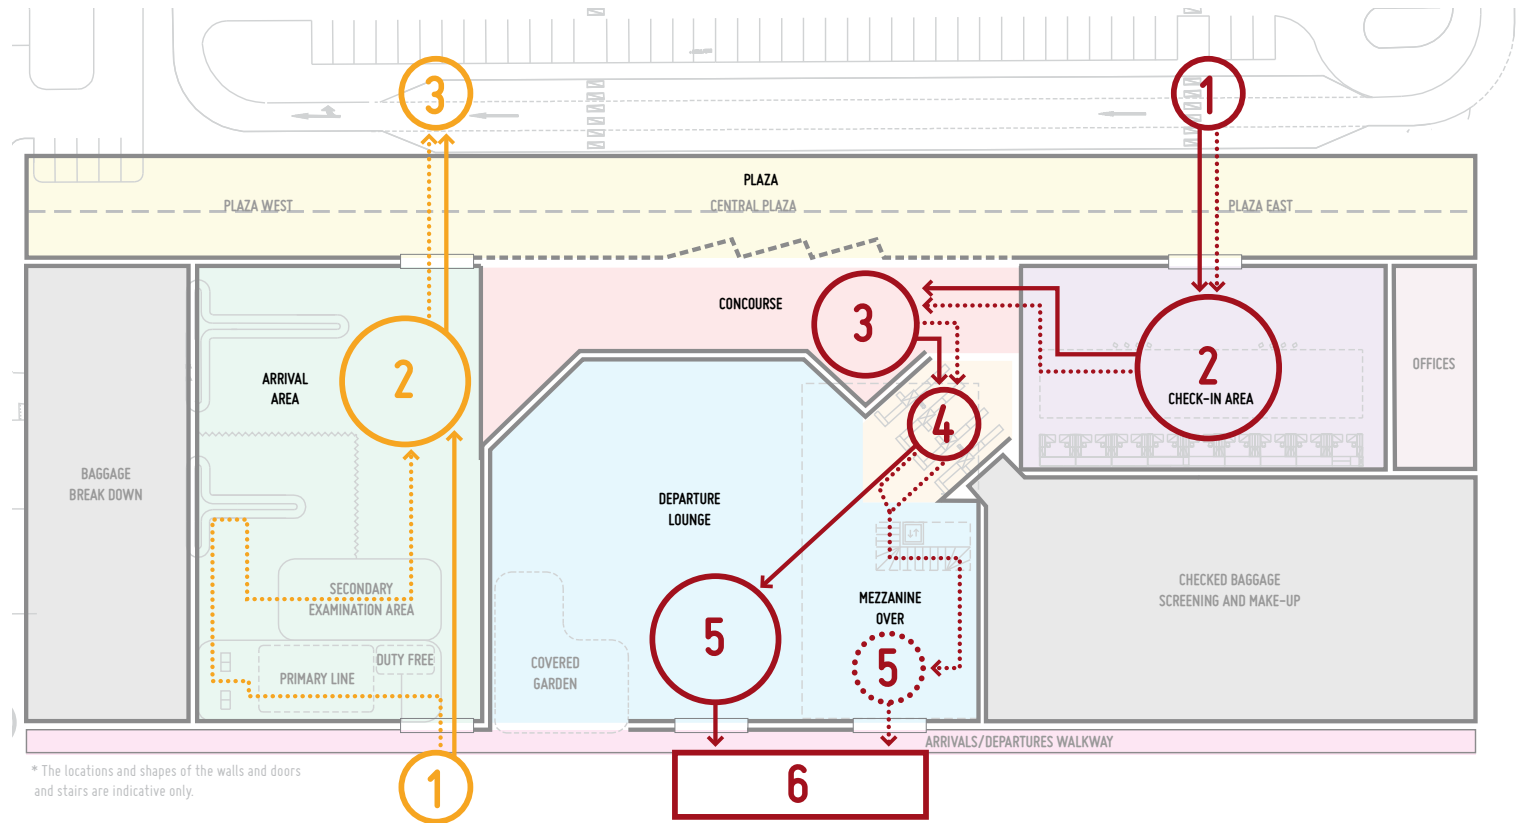 3
1
PLAZA
PLAZA WEST
CENTRAL PLAZA
PLAZA EAST
CONCOURSE
3
2
CHECK-IN AREA
OFFICES
ARRIVAL
AREA
2
4
BAGGAGE
BREAK DOWN
DEPARTURE
LOUNGE
SECONDARY
EXAMINATION AREA
MEZZANINE
OVER
CHECKED BAGGAGE
SCREENING AND MAKE-UP
5
5
DUTY FREE
PRIMARY LINE
COVERED
GARDEN
ARRIVALS/DEPARTURES WALKWAY
* The locations and shapes of the walls and doors
and stairs are indicative only.
1
6